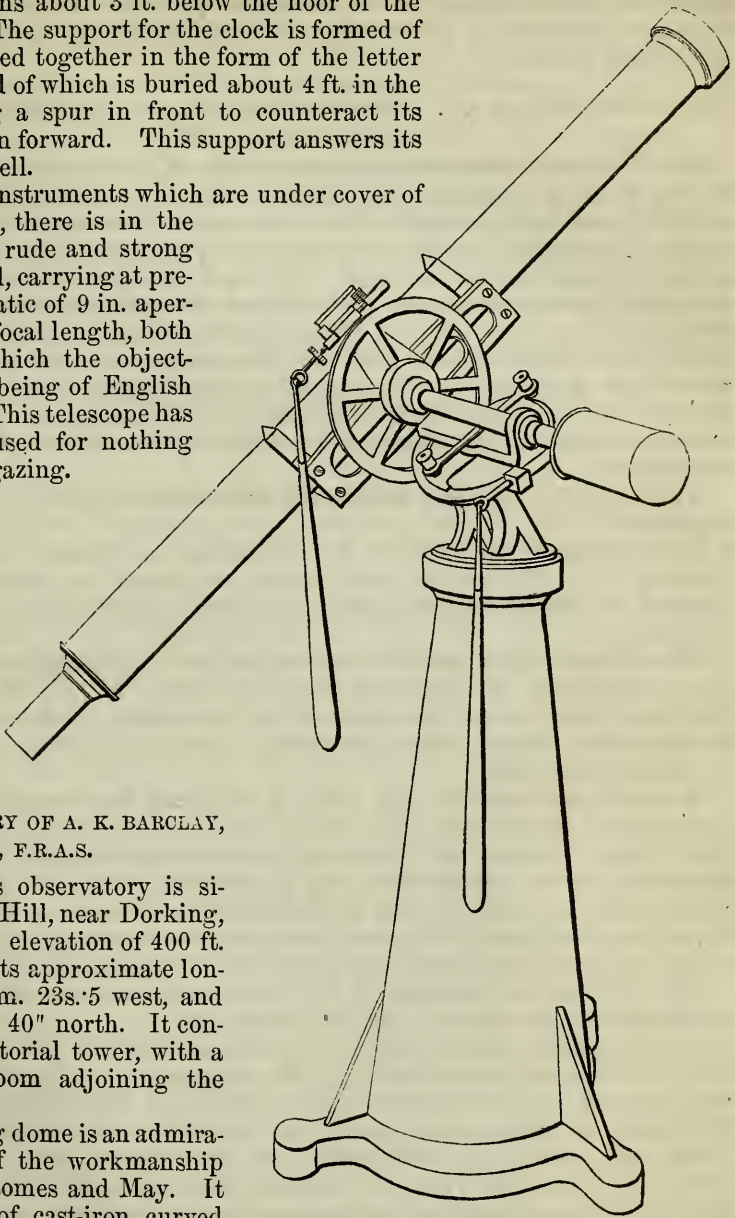 ns about 3 ft. below the floor of the
The support for the clock is formed of
ed together in the form of the letter
d of which is buried about 4 ft. in the
a spur in front to counteract its
n forward. This support answers its
ell.
nstruments which are under cover of
, there is in the
rude and strong
l, carrying at pre-
atic of 9 in. aper-
focal length, both
hich the object-
being of English
This telescope has
used for nothing
gazing.
RY OF A. K. BARCLAY,
, F.R.A.S.
s observatory is si-
Hill, near Dorking,
elevation of 400 ft.
ts approximate lon-
m. 23s.·5 west, and
40" north. It con-
torial tower, with a
oom adjoining the
g dome is an admira-
f the workmanship
omes and May. It
of cast-iron curved